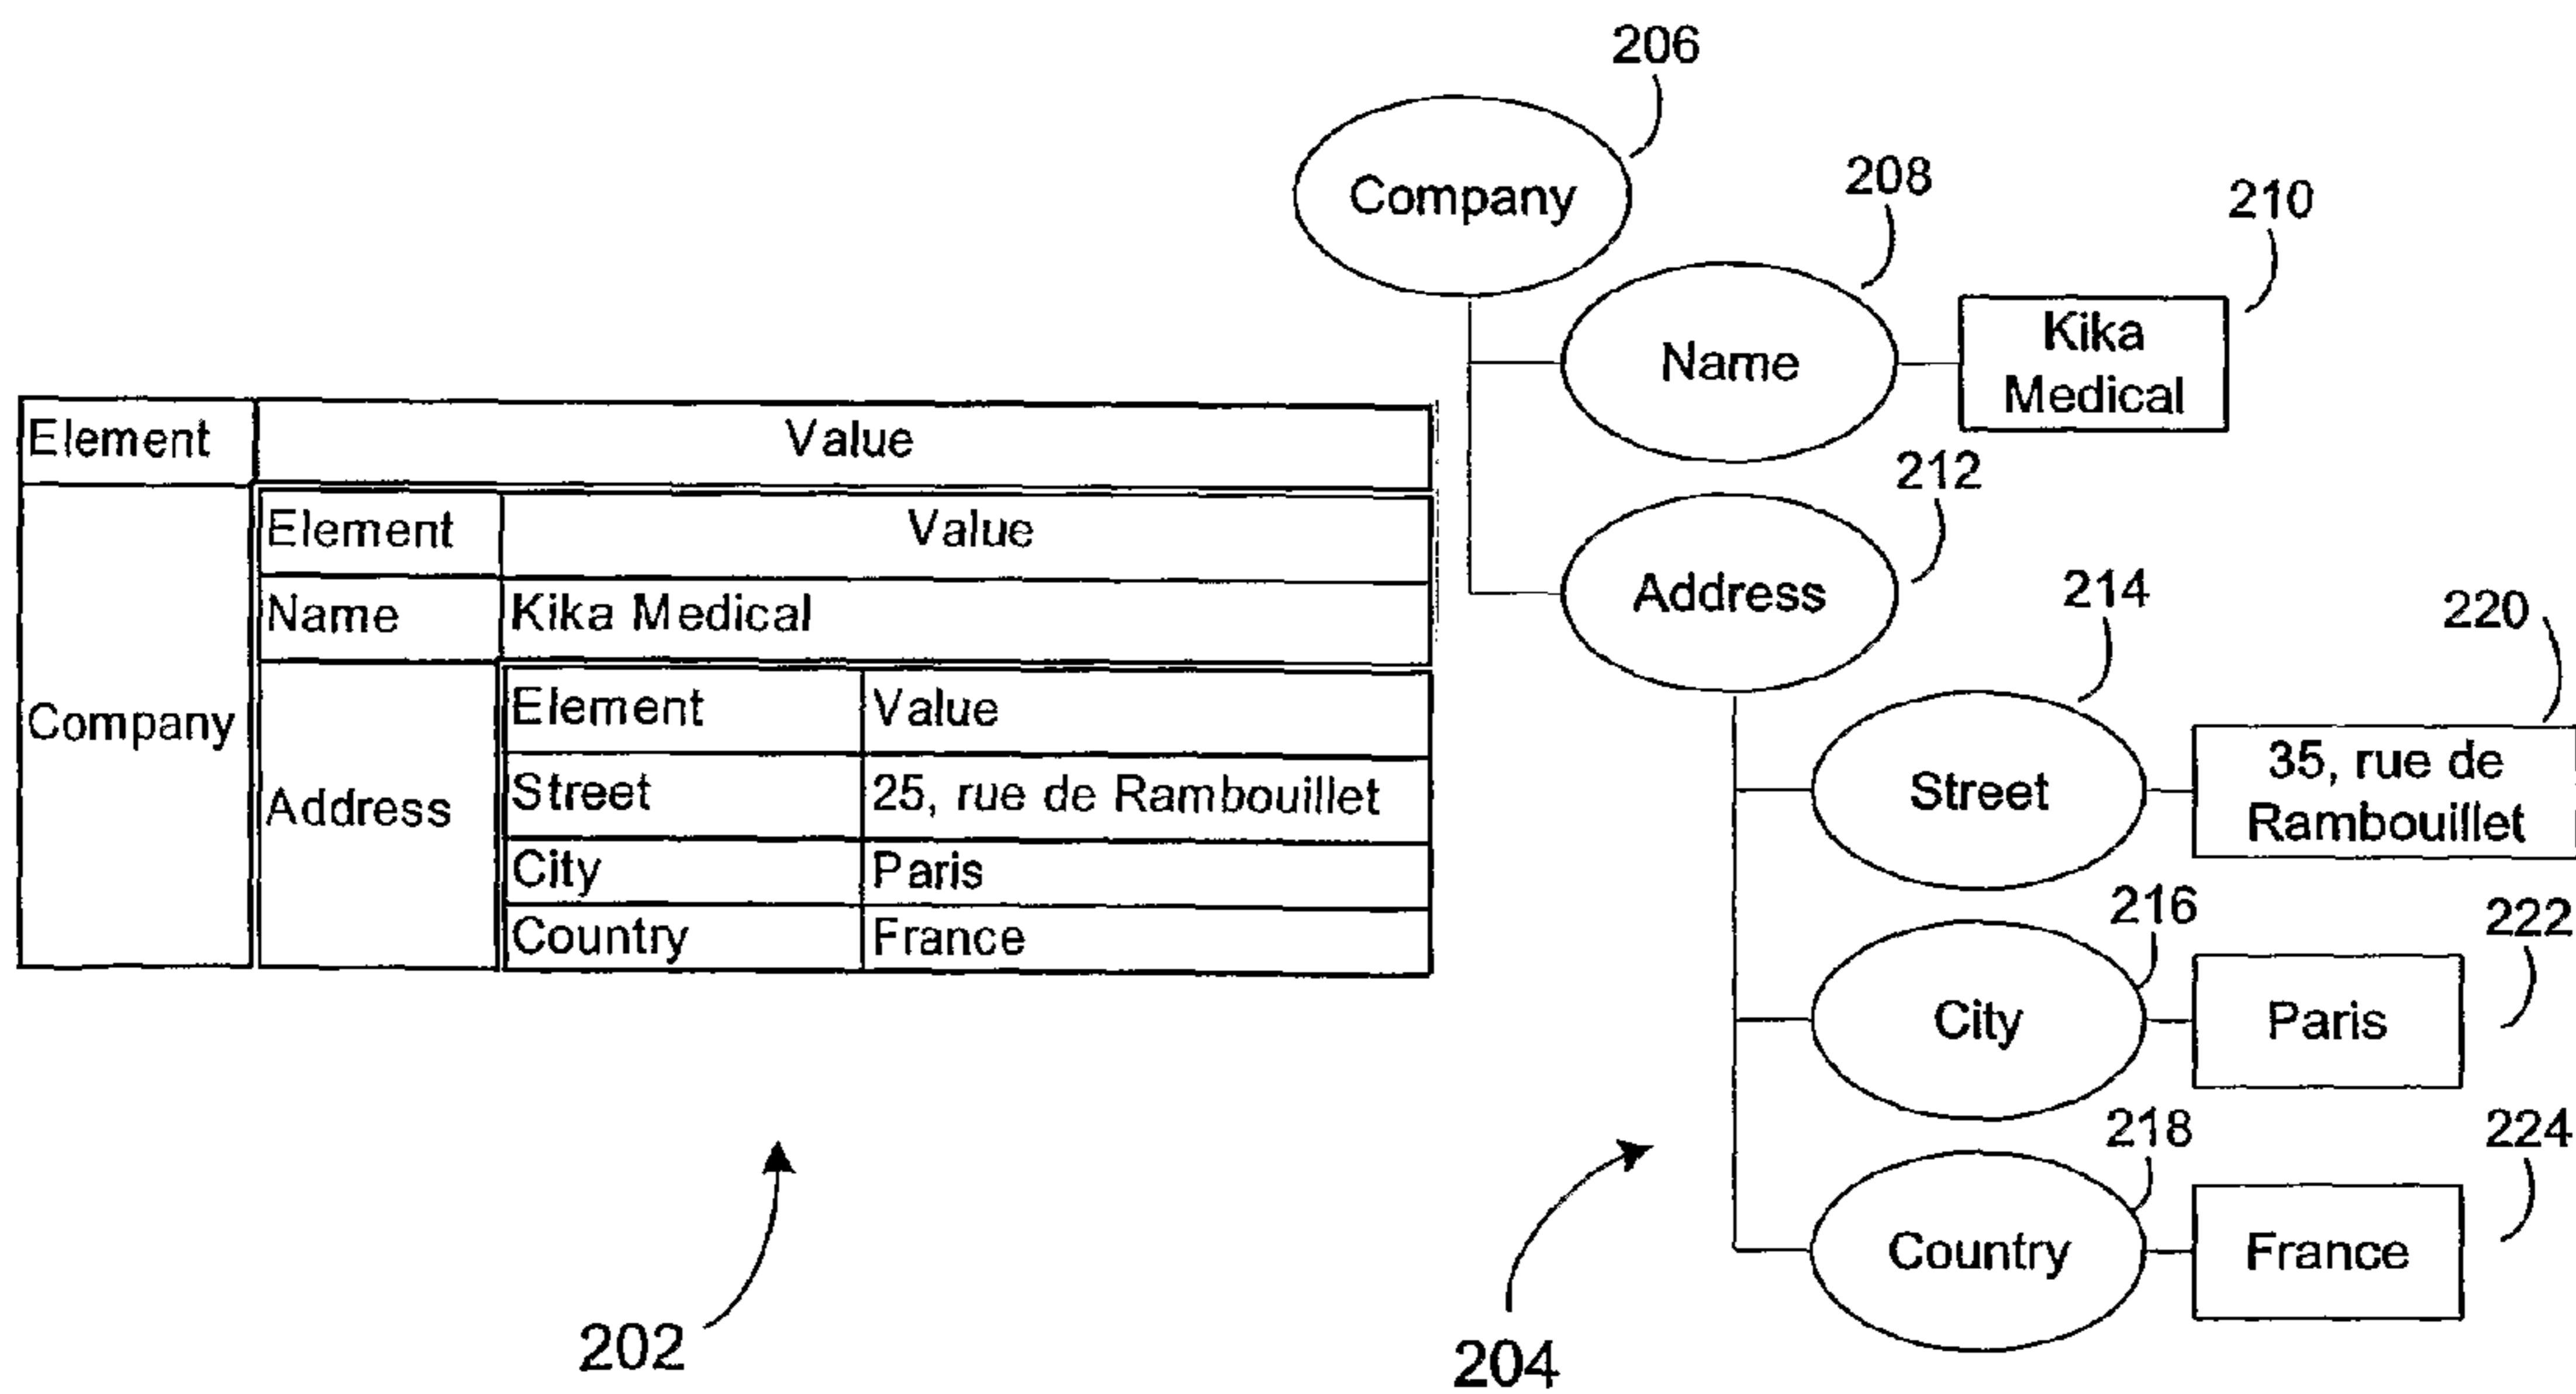 Element Value
Element Value
Name Kika Medical
Company
Address
Element Value
Street 25, rue de Rambouillet
City Paris
Country France
202
206
Company
208
Name
210
Kika
Medical
212
Address
214
Street
220
35, rue de
Rambouillet
216
City
222
Paris
218
Country
224
France
204